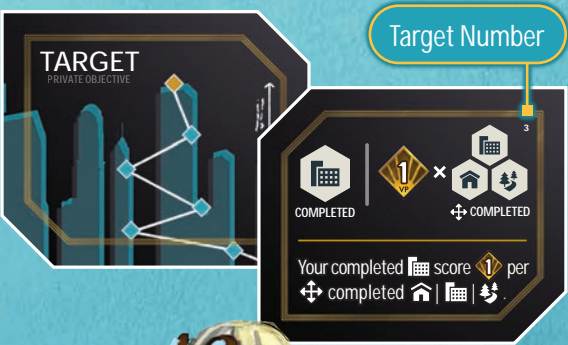 Target Number
TARGET
PRIVATE OBJECTIVE
3
1
VP
×
COMPLETED
COMPLETED
Your completed score 1 per
completed | | .